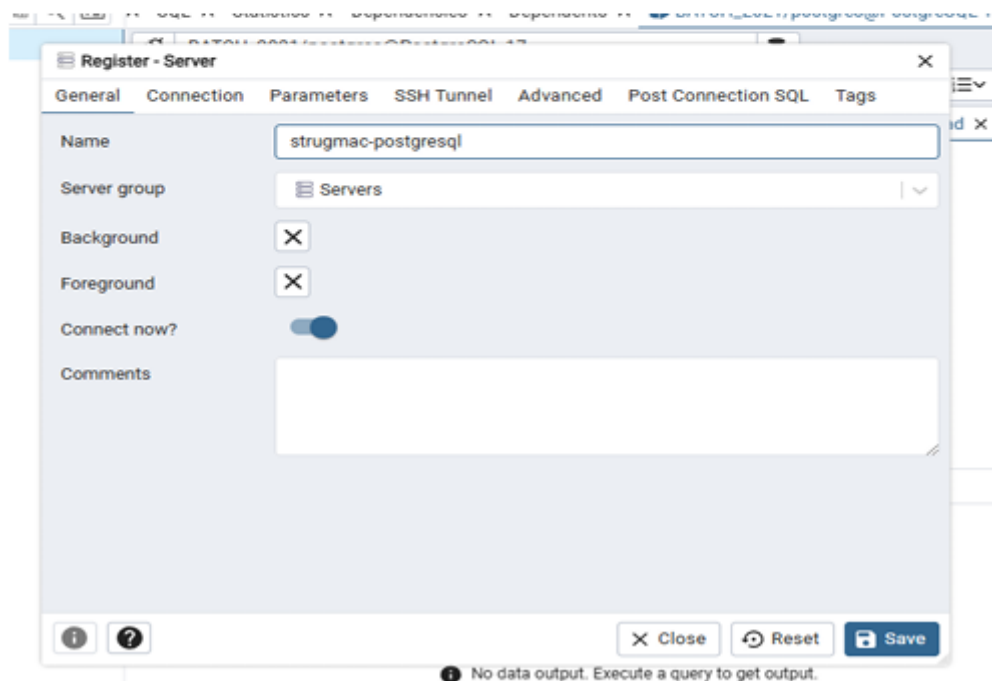 Register - Server
General Connection Parameters SSH Tunnel Advanced Post Connection SQL Tags
Name strugmac-postgresql
Server group Servers
Background
Foreground
Connect now?
Comments
Close Reset Save
No data output. Execute a query to get output.